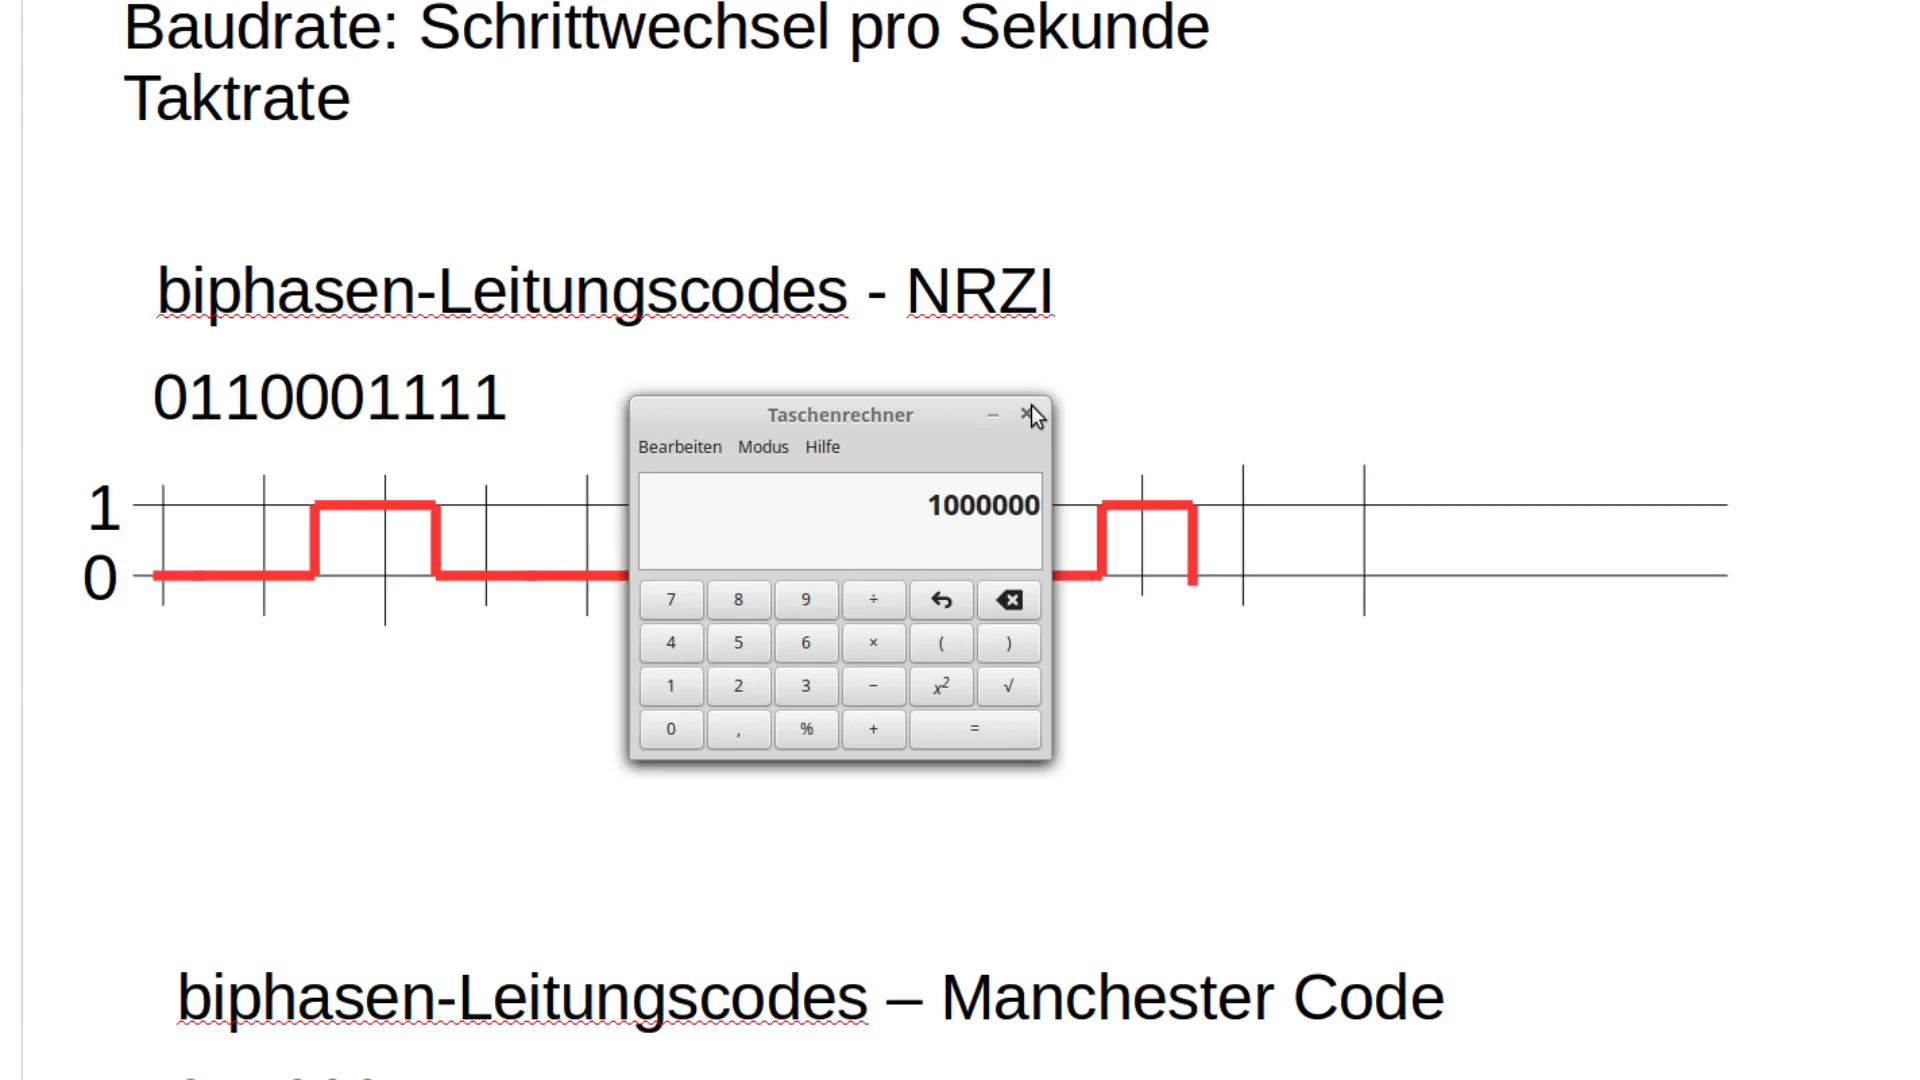 Baudrate: Schrittwechsel pro Sekunde
Taktrate
biphasen-Leitungscodes - NRZI
0110001111
1
0
Taschenrechner
Bearbeiten Modus Hilfe
1000000
7 8 9 ÷
4 5 6 × ( )
1 2 3 − x² √
0 , % + =
biphasen-Leitungscodes – Manchester Code